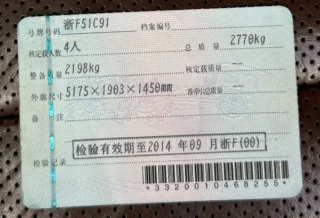 号牌号码 浙F51C91 档案编号
核定载人数 4人 总质量 2770kg
整备质量 2198kg 核定载质量 --
外廓尺寸 5175×1903×1450mm 准牵引总质量 --
检验记录 检验有效期至2014年09月浙F(00)
*3320010468255*